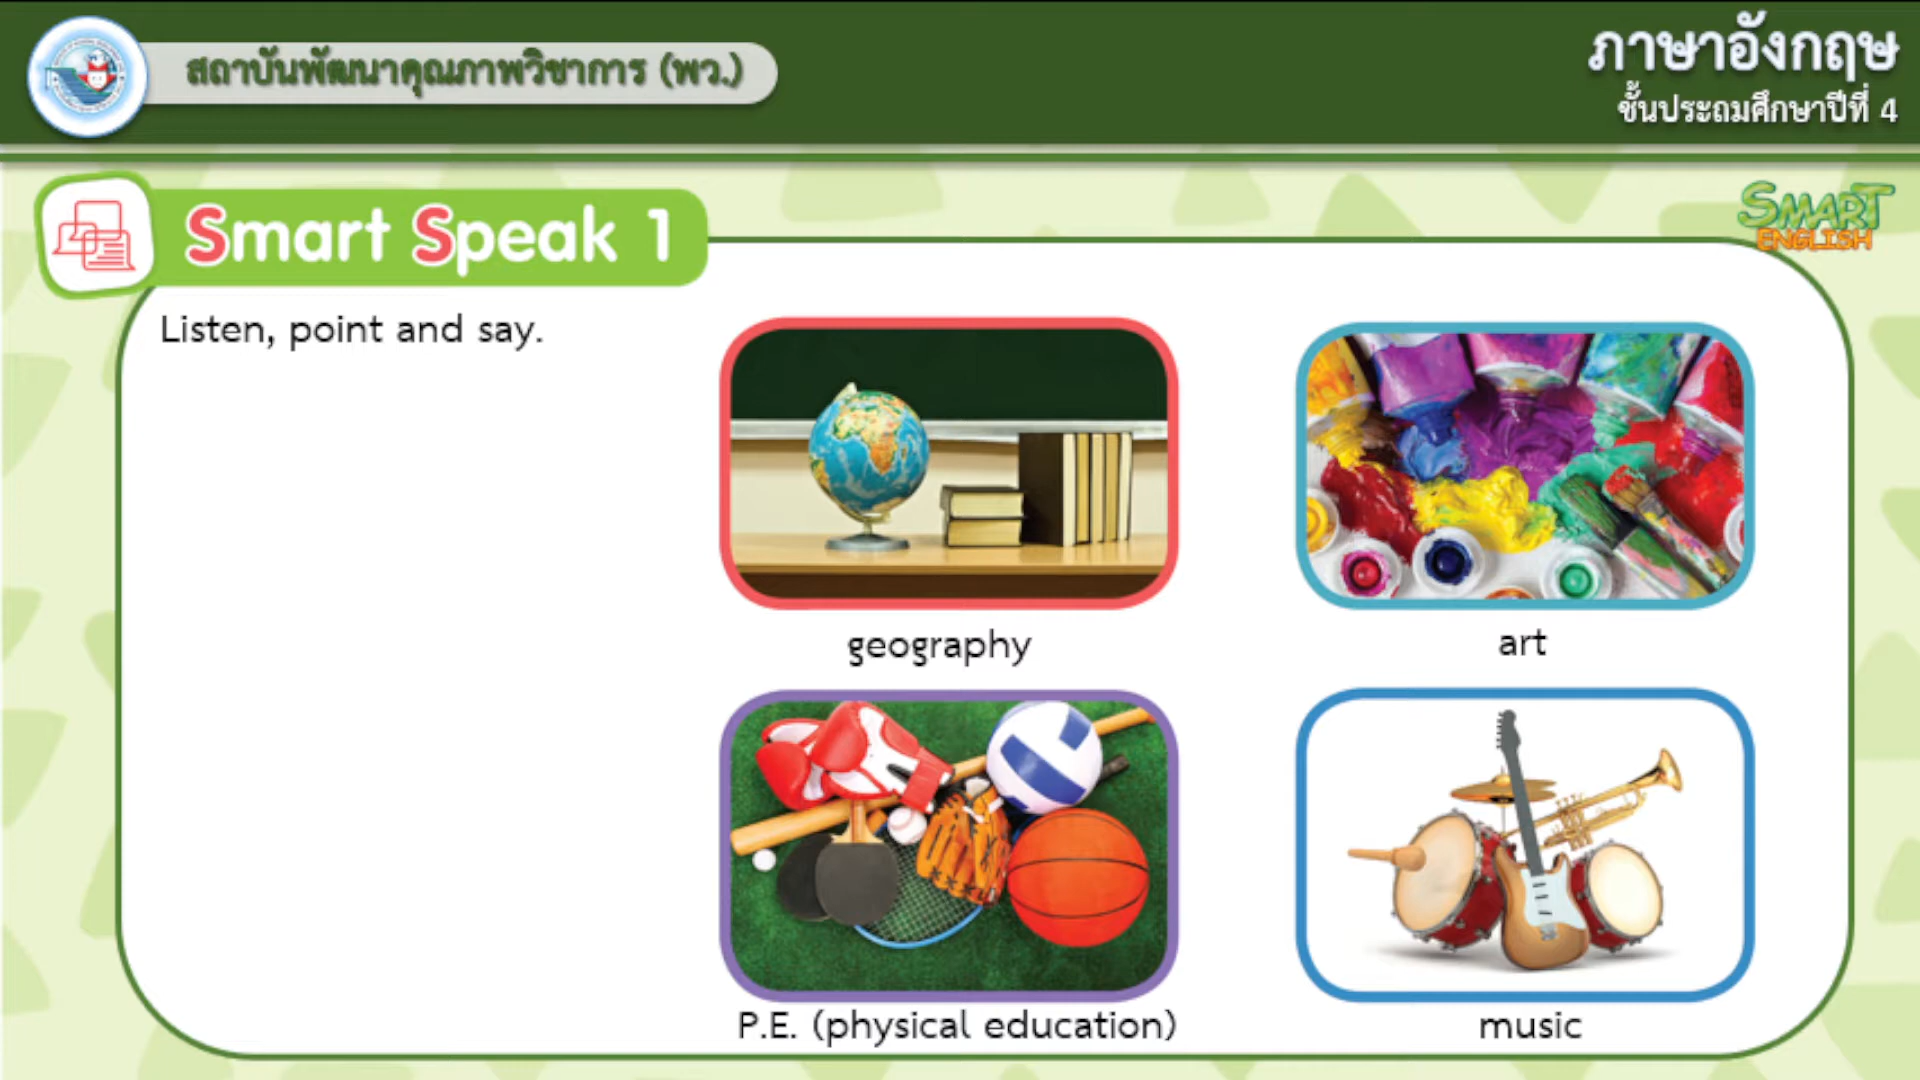 สถาบันพัฒนาคุณภาพวิชาการ (พว.)
ภาษาอังกฤษ
ชั้นประถมศึกษาปีที่ 4
Smart Speak 1
SMART
ENGLISH
Listen, point and say.
geography
art
P.E. (physical education)
music